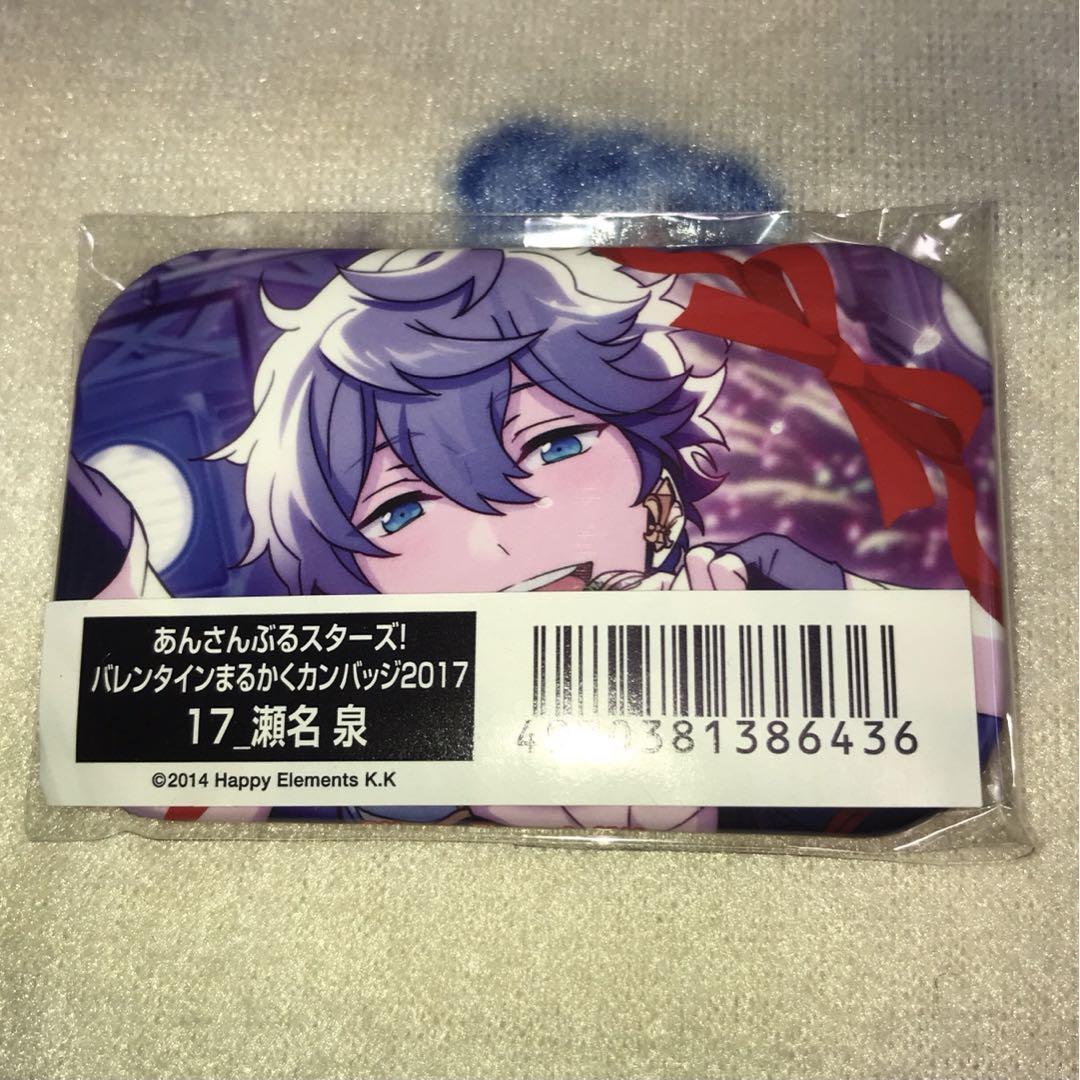 あんさんぶるスターズ!
バレンタインまるかくカンバッジ2017
17_瀬名 泉
©2014 Happy Elements K.K